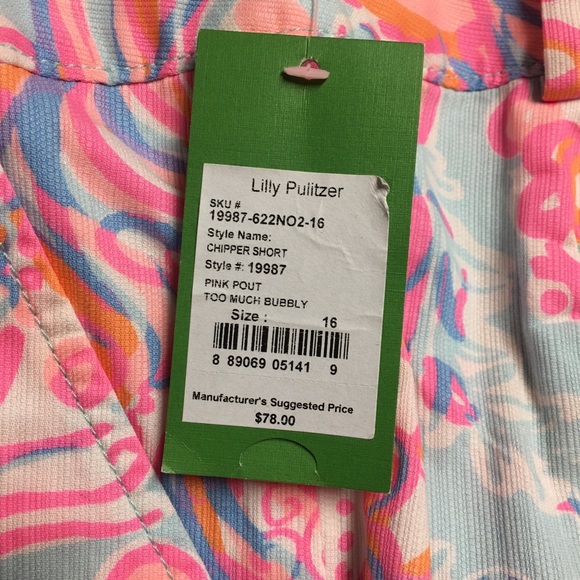 Lilly Pulitzer
SKU #
19987-622NO2-16
Style Name:
CHIPPER SHORT
Style #: 19987
PINK POUT
TOO MUCH BUBBLY
Size : 16
8 89069 05141 9
Manufacturer's Suggested Price
$78.00